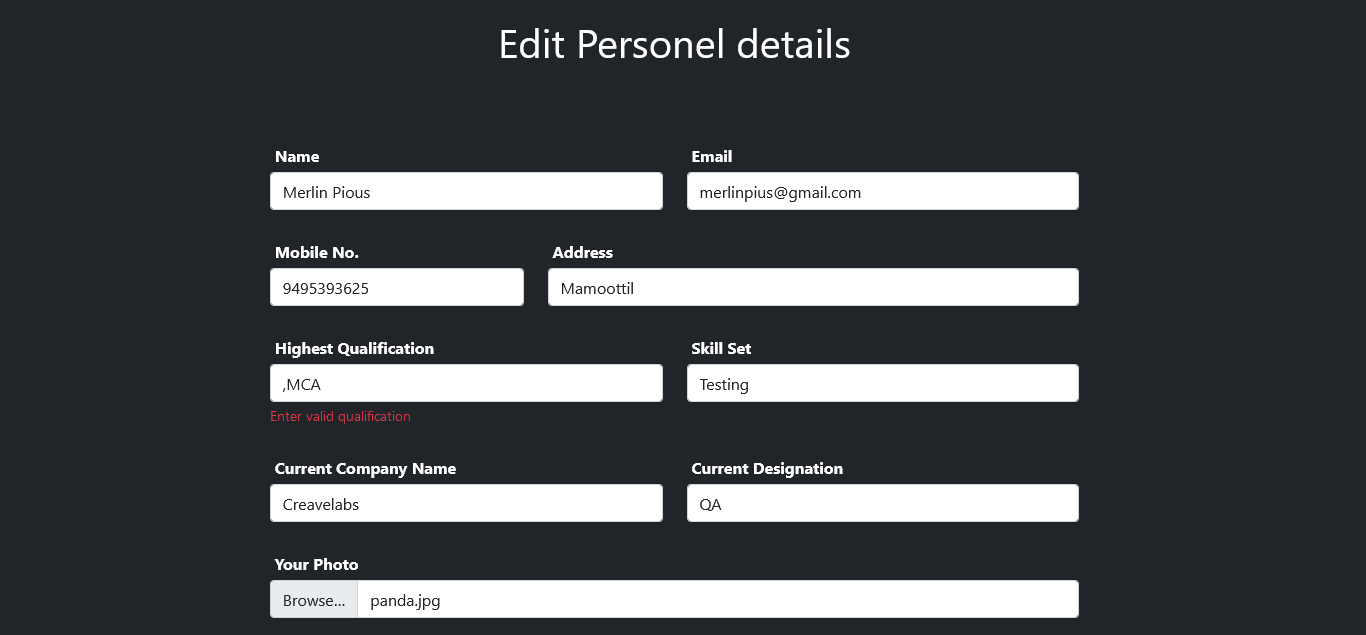 Edit Personel details
Name Email
Merlin Pious merlinpius@gmail.com
Mobile No. Address
9495393625 Mamoottil
Highest Qualification Skill Set
,MCA Testing
Enter valid qualification
Current Company Name Current Designation
Creavelabs QA
Your Photo
Browse... panda.jpg